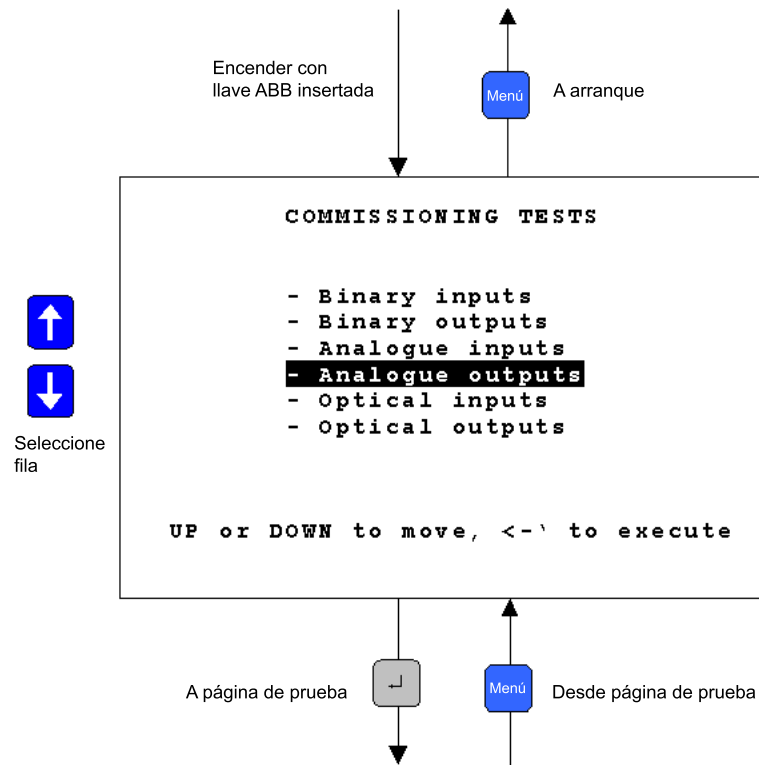 Encender con
llave ABB insertada
Menú
A arranque
COMMISSIONING TESTS
- Binary inputs
- Binary outputs
- Analogue inputs
- Analogue outputs
- Optical inputs
- Optical outputs
Seleccione
fila
UP or DOWN to move, <-' to execute
A página de prueba
Menú
Desde página de prueba